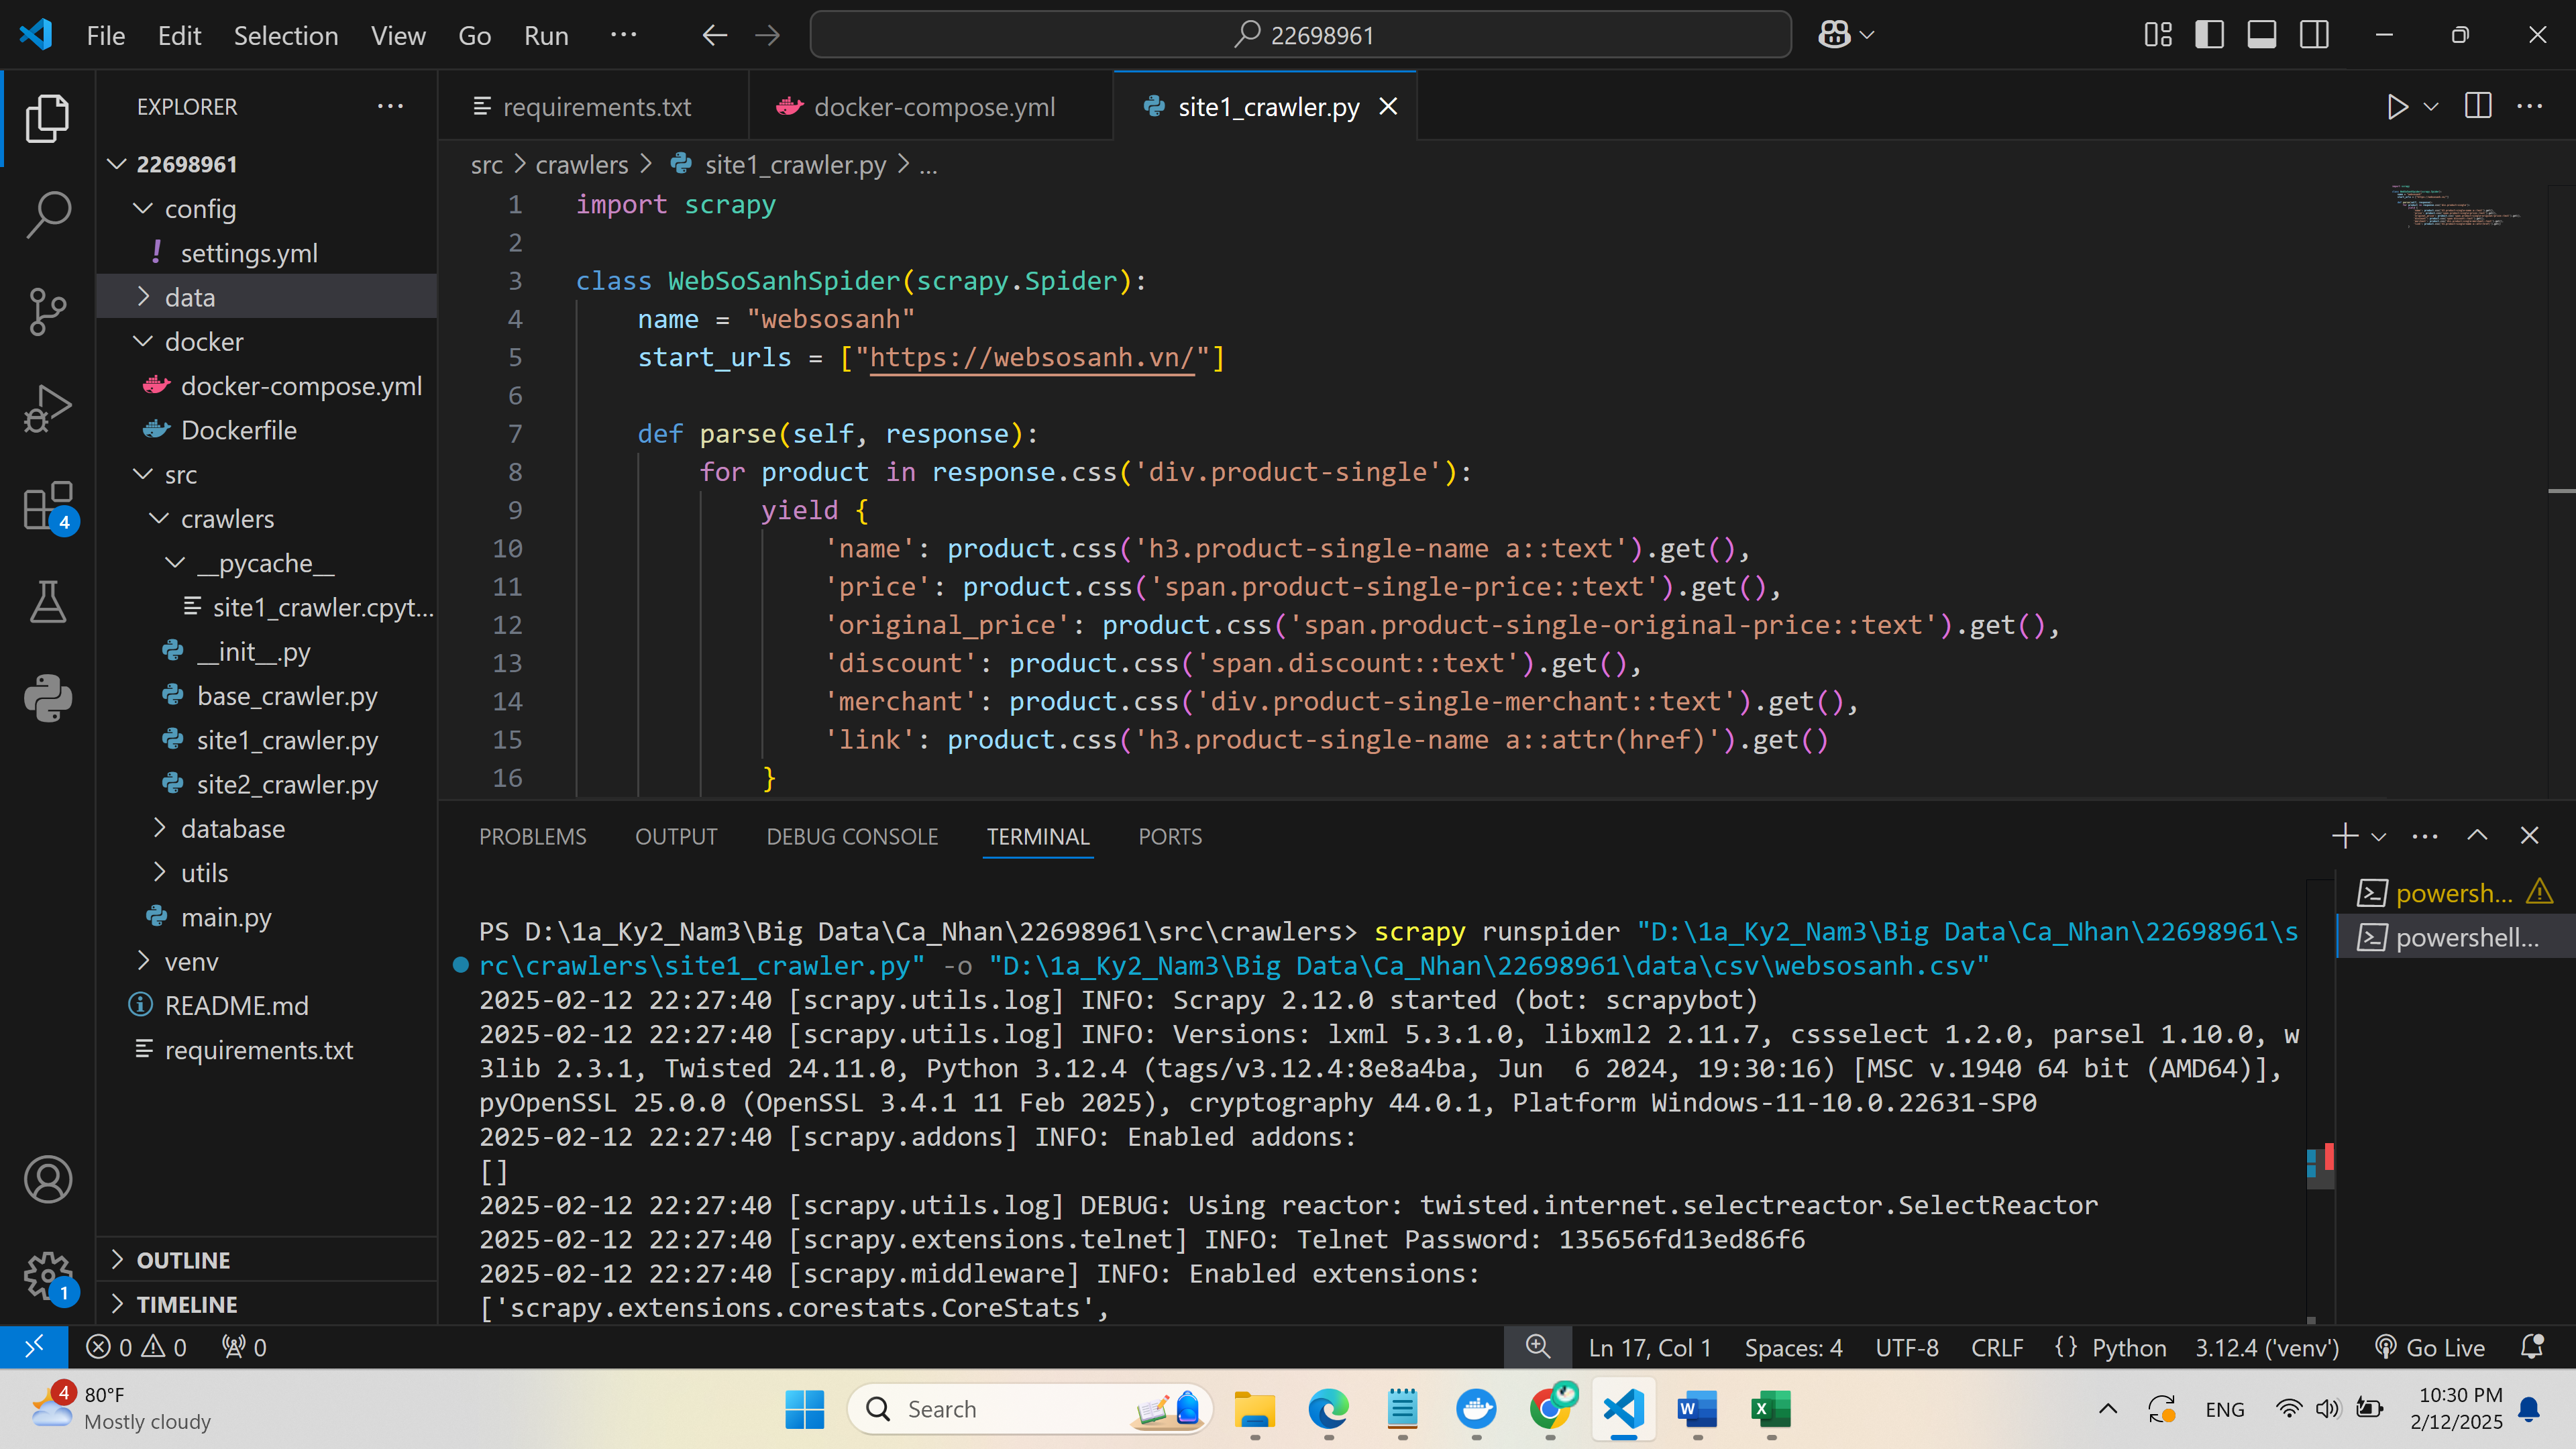 File Edit Selection View Go Run ··· 22698961
EXPLORER ···
22698961
config
! settings.yml
data
docker
docker-compose.yml
Dockerfile
src
crawlers
__pycache__
site1_crawler.cpyt...
__init__.py
base_crawler.py
site1_crawler.py
site2_crawler.py
database
utils
main.py
venv
README.md
requirements.txt
OUTLINE
TIMELINE
4
1
requirements.txt docker-compose.yml site1_crawler.py
src > crawlers > site1_crawler.py > ...
1 import scrapy
2
3 class WebSoSanhSpider(scrapy.Spider):
4 name = "websosanh"
5 start_urls = ["https://websosanh.vn/"]
6
7 def parse(self, response):
8 for product in response.css('div.product-single'):
9 yield {
10 'name': product.css('h3.product-single-name a::text').get(),
11 'price': product.css('span.product-single-price::text').get(),
12 'original_price': product.css('span.product-single-original-price::text').get(),
13 'discount': product.css('span.discount::text').get(),
14 'merchant': product.css('div.product-single-merchant::text').get(),
15 'link': product.css('h3.product-single-name a::attr(href)').get()
16 }
PROBLEMS OUTPUT DEBUG CONSOLE TERMINAL PORTS
powersh...
powershell...
PS D:\1a_Ky2_Nam3\Big Data\Ca_Nhan\22698961\src\crawlers> scrapy runspider "D:\1a_Ky2_Nam3\Big Data\Ca_Nhan\22698961\s
rc\crawlers\site1_crawler.py" -o "D:\1a_Ky2_Nam3\Big Data\Ca_Nhan\22698961\data\csv\websosanh.csv"
2025-02-12 22:27:40 [scrapy.utils.log] INFO: Scrapy 2.12.0 started (bot: scrapybot)
2025-02-12 22:27:40 [scrapy.utils.log] INFO: Versions: lxml 5.3.1.0, libxml2 2.11.7, cssselect 1.2.0, parsel 1.10.0, w
3lib 2.3.1, Twisted 24.11.0, Python 3.12.4 (tags/v3.12.4:8e8a4ba, Jun  6 2024, 19:30:16) [MSC v.1940 64 bit (AMD64)],
pyOpenSSL 25.0.0 (OpenSSL 3.4.1 11 Feb 2025), cryptography 44.0.1, Platform Windows-11-10.0.22631-SP0
2025-02-12 22:27:40 [scrapy.addons] INFO: Enabled addons:
[]
2025-02-12 22:27:40 [scrapy.utils.log] DEBUG: Using reactor: twisted.internet.selectreactor.SelectReactor
2025-02-12 22:27:40 [scrapy.extensions.telnet] INFO: Telnet Password: 135656fd13ed86f6
2025-02-12 22:27:40 [scrapy.middleware] INFO: Enabled extensions:
['scrapy.extensions.corestats.CoreStats',
0 0 0 Ln 17, Col 1 Spaces: 4 UTF-8 CRLF {} Python 3.12.4 ('venv') Go Live
4 80°F
Mostly cloudy
Search
ENG
10:30 PM
2/12/2025